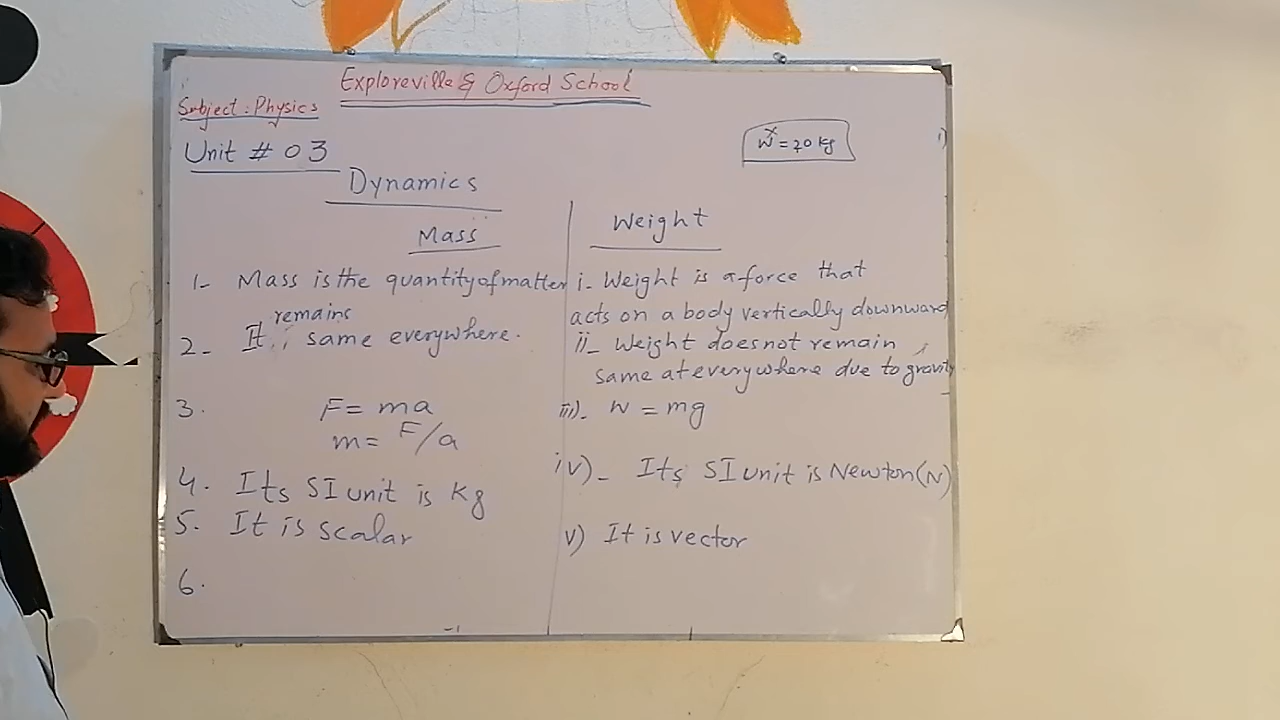 Exploreville & Oxford School
Subject: Physics
Unit # 03
W = 20 kg
i)
Dynamics
Mass
1- Mass is the quantity of matter
remains
2- It is same everywhere.
3. F = ma
m = F/a
4. Its SI unit is kg
5. It is scalar
6.
Weight
i- Weight is a force that
acts on a body vertically downward
ii- Weight does not remain
same at everywhere due to gravity
iii)- W = mg
iv)- Its SI unit is Newton (N)
v) It is vector